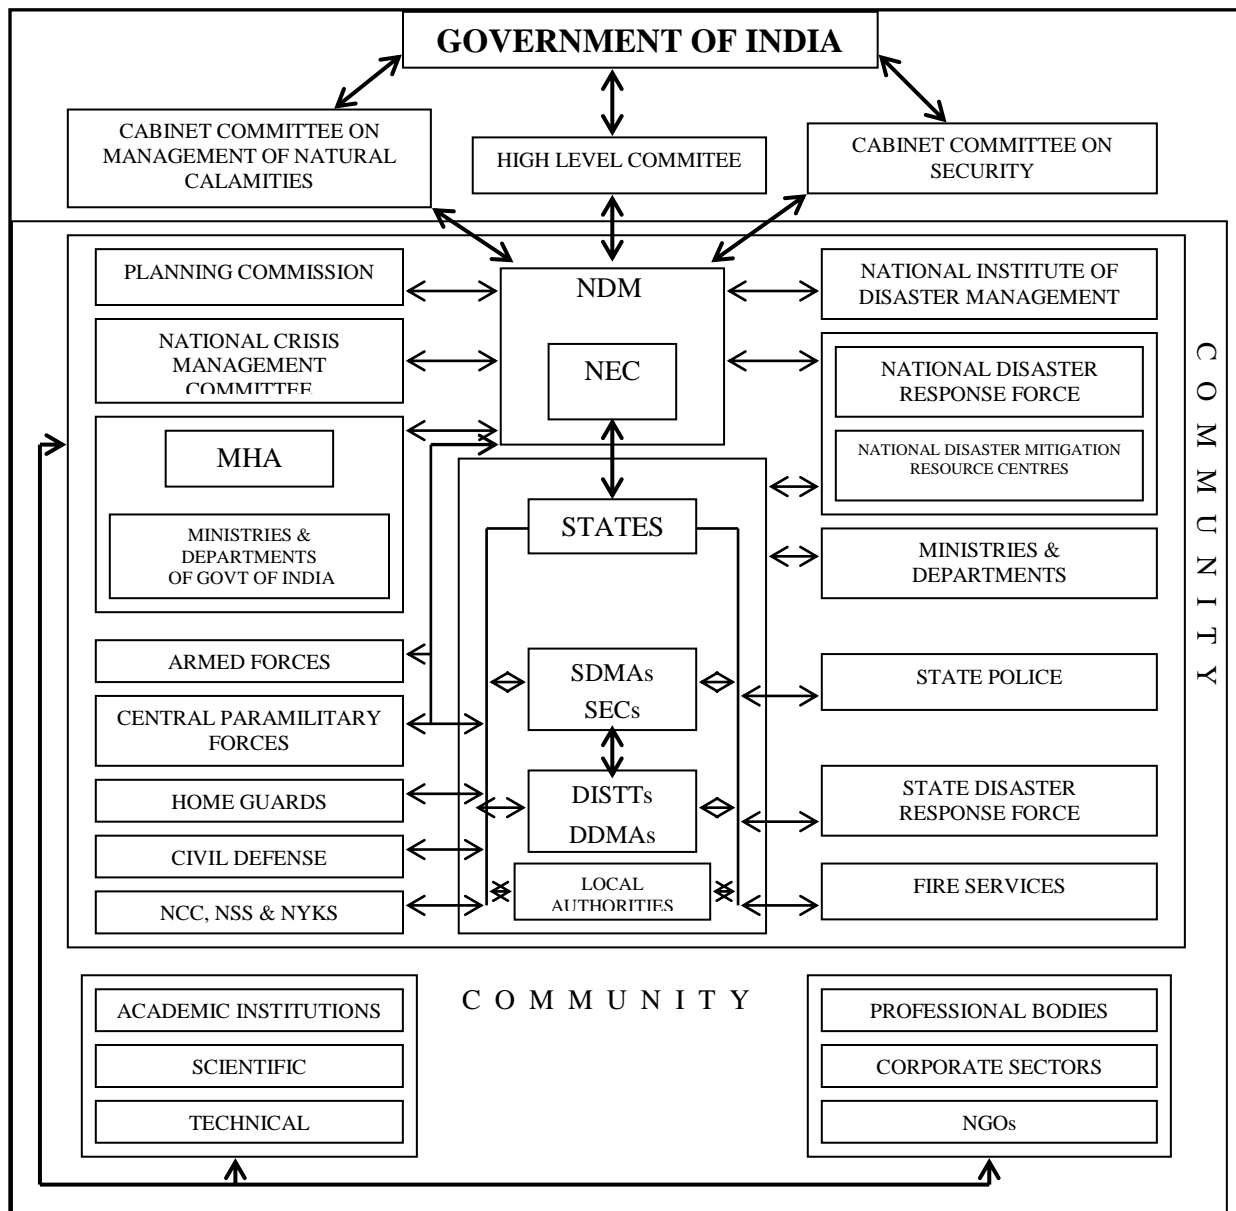 GOVERNMENT OF INDIA
CABINET COMMITTEE ON
MANAGEMENT OF NATURAL
CALAMITIES
HIGH LEVEL COMMITEE
CABINET COMMITTEE ON
SECURITY
PLANNING COMMISSION
NDM
NATIONAL INSTITUTE OF
DISASTER MANAGEMENT
NATIONAL CRISIS
MANAGEMENT
COMMITTEE
NEC
NATIONAL DISASTER
RESPONSE FORCE
MHA
NATIONAL DISASTER MITIGATION
RESOURCE CENTRES
STATES
MINISTRIES &
DEPARTMENTS
OF GOVT OF INDIA
MINISTRIES &
DEPARTMENTS
ARMED FORCES
SDMAs
SECs
STATE POLICE
CENTRAL PARAMILITARY
FORCES
HOME GUARDS
DISTTs
DDMAs
STATE DISASTER
RESPONSE FORCE
CIVIL DEFENSE
LOCAL
AUTHORITIES
FIRE SERVICES
NCC, NSS & NYKS
COMMUNITY
COMMUNITY
ACADEMIC INSTITUTIONS
SCIENTIFIC
TECHNICAL
PROFESSIONAL BODIES
CORPORATE SECTORS
NGOs